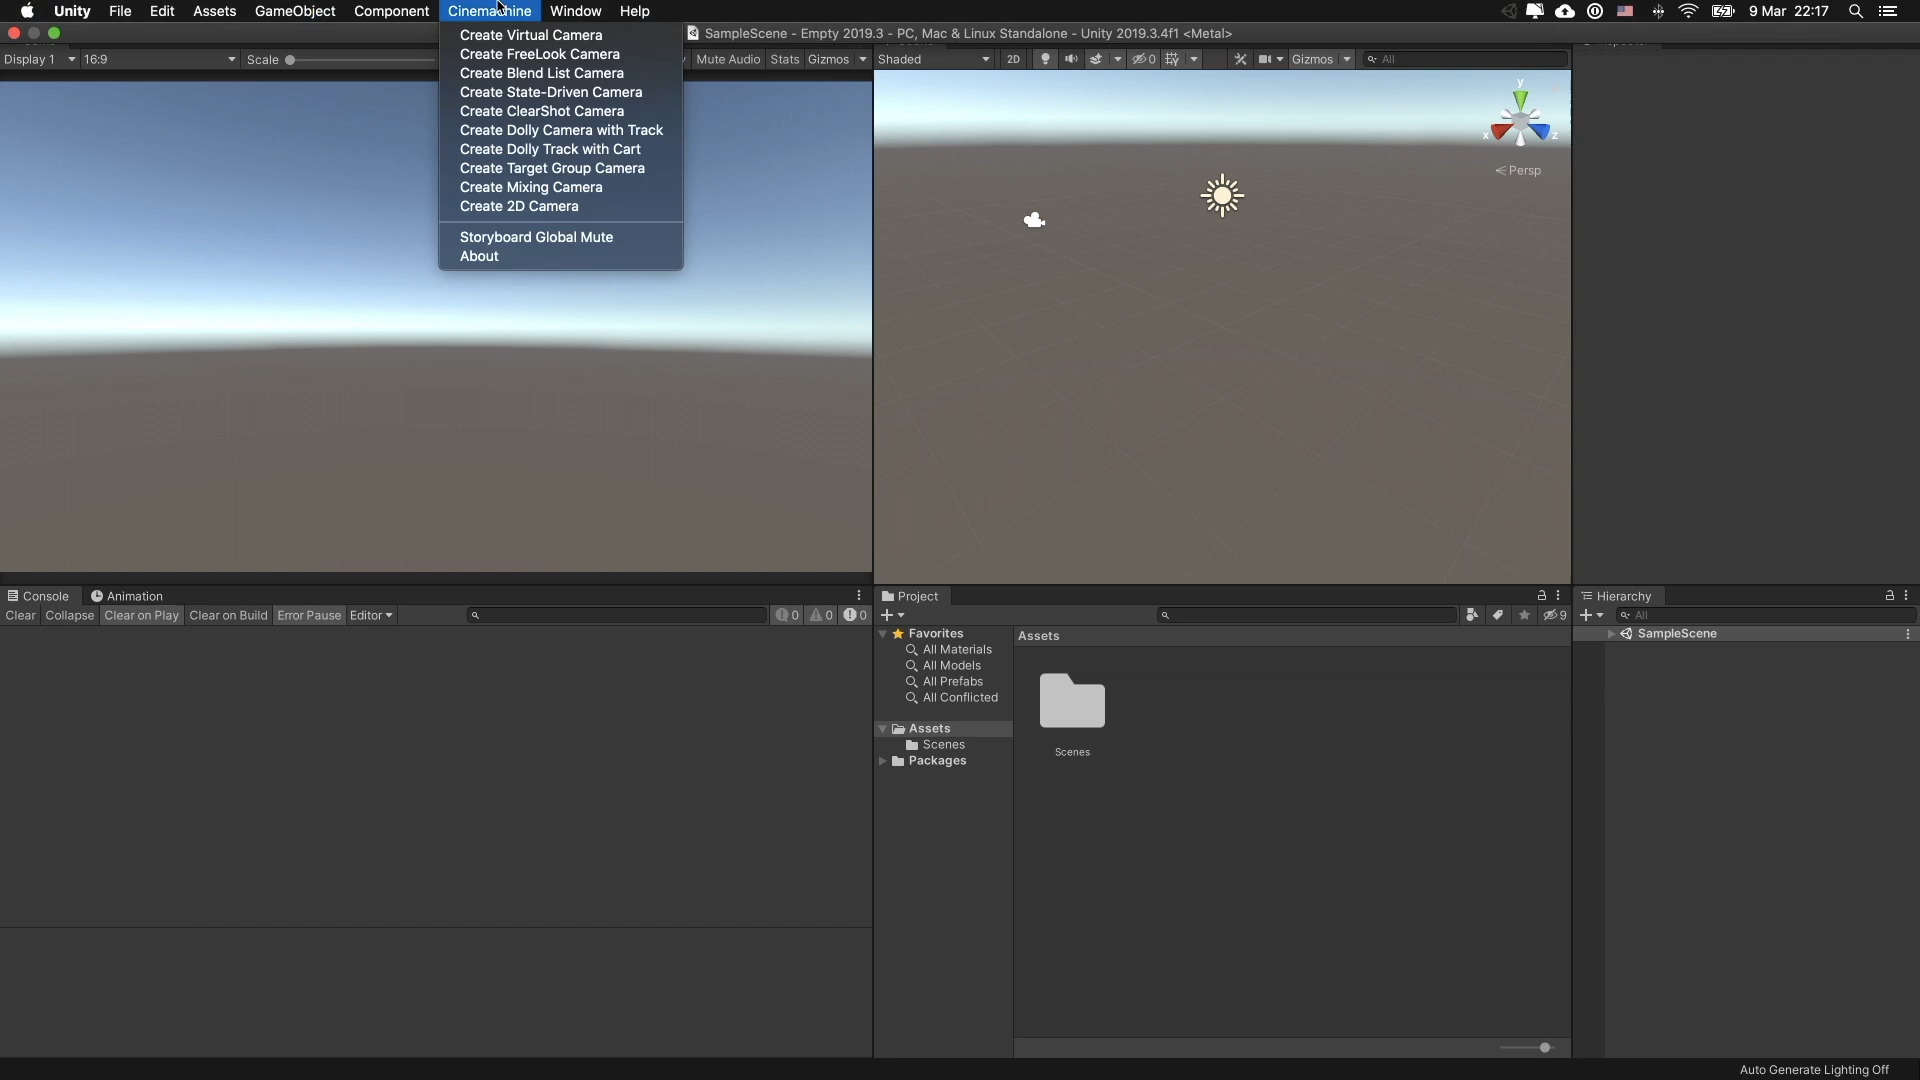 Unity File Edit Assets GameObject Component Cinemachine Window Help 9 Mar 22:17
SampleScene - Empty 2019.3 - PC, Mac & Linux Standalone - Unity 2019.3.4f1 <Metal>
Create Virtual Camera
Create FreeLook Camera
Create Blend List Camera
Create State-Driven Camera
Create ClearShot Camera
Create Dolly Camera with Track
Create Dolly Track with Cart
Create Target Group Camera
Create Mixing Camera
Create 2D Camera
Storyboard Global Mute
About
Display 1 16:9 Scale Mute Audio Stats Gizmos
Shaded 2D 0 Gizmos All
y
x z
Persp
Console Animation
Clear Collapse Clear on Play Clear on Build Error Pause Editor 0 0 0
Project
9
Favorites
All Materials
All Models
All Prefabs
All Conflicted
Assets
Scenes
Packages
Assets
Scenes
Hierarchy
All
SampleScene
Auto Generate Lighting Off